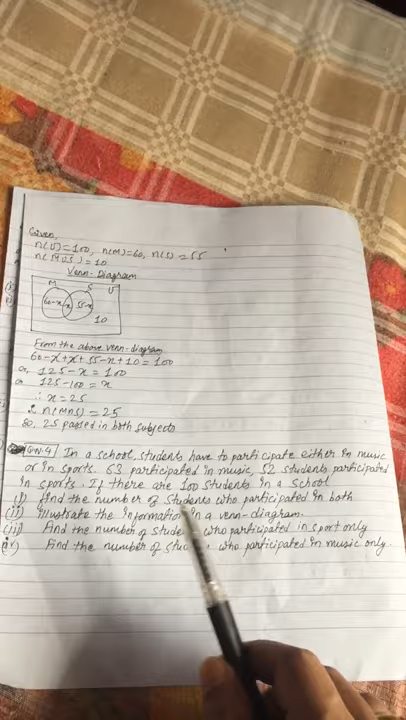 Given,
n(U)=100, n(M)=60, n(S)=55
n(M∪S)=10
Venn-Diagram
M S U
60-x x 55-x
10
From the above venn-diagram
60-x+x+55-x+10=100
or, 125-x=100
or 125-100=x
∴ x=25
∴ n(M∩S)=25
So, 25 passed in both subjects
Q.N.4 In a school, students have to participate either in music
or in sports. 63 participated in music, 52 students participated
in sports. If there are 100 students in a school
(i) find the number of students who participated in both
(ii) illustrate the information in a venn-diagram.
(iii) find the number of studen who participated in sport only
(iv) Find the number of stu who participated in music only.